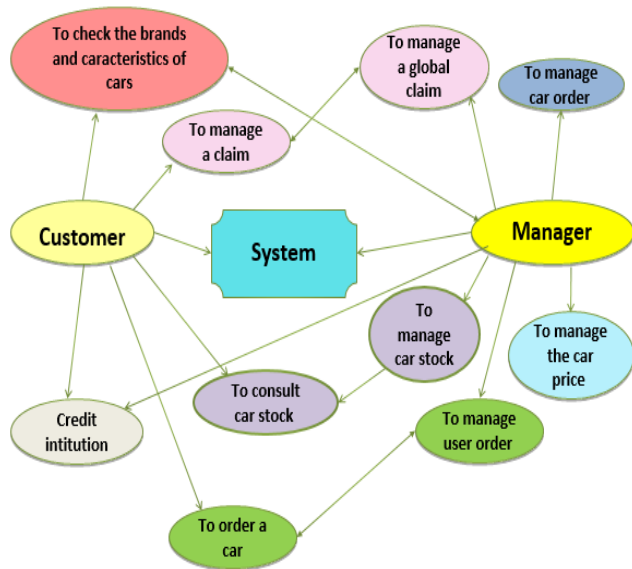 To check the brands
and caracteristics of
cars
To manage
a global
claim
To manage
car order
To manage
a claim
Customer
System
Manager
To
manage
car stock
To manage
the car
price
To consult
car stock
Credit
intitution
To manage
user order
To order a
car